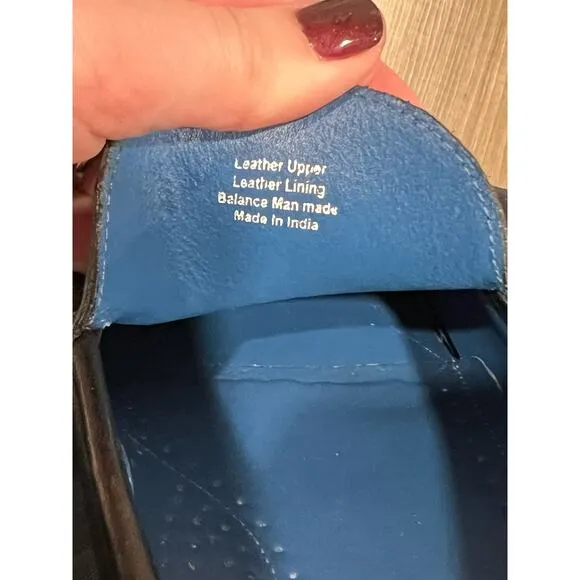 Leather Upper
Leather Lining
Balance Man made
Made In India